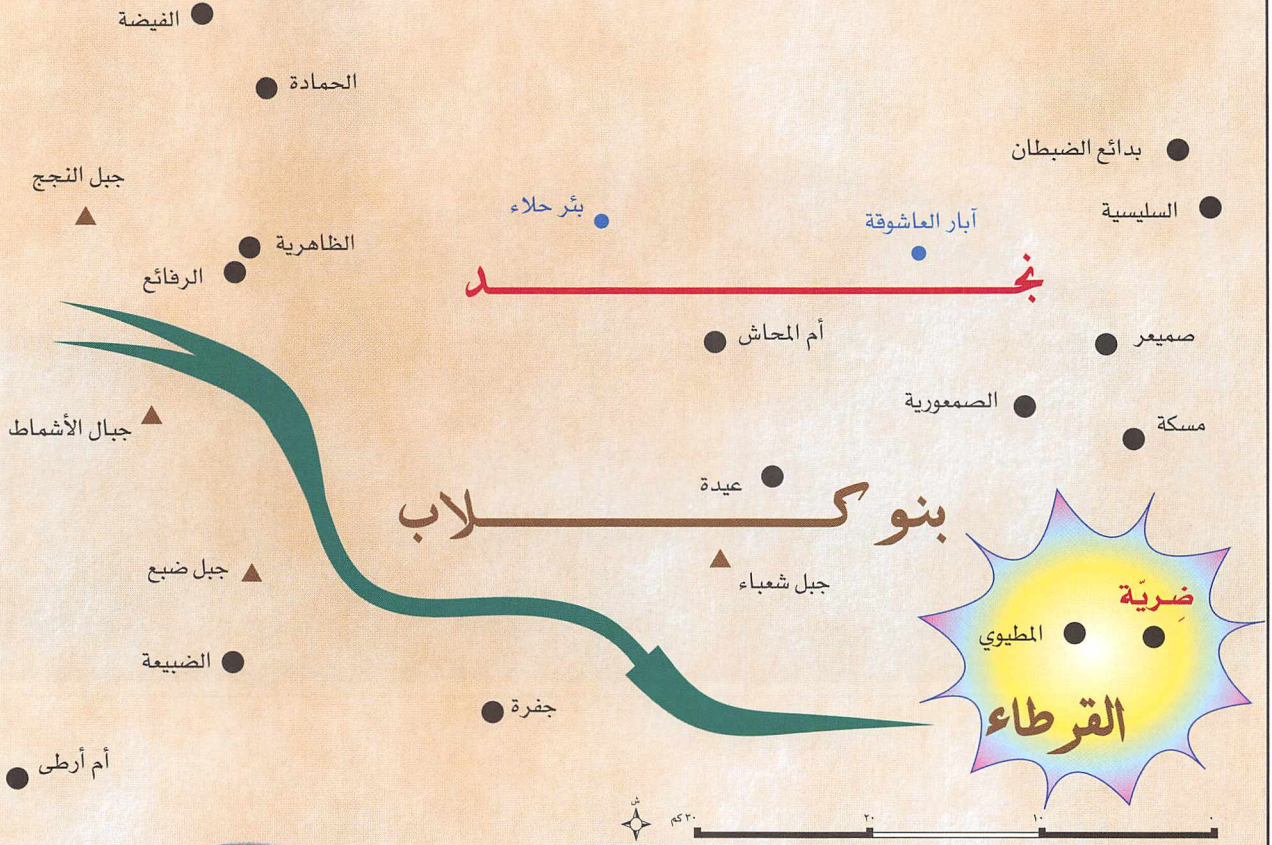 الفيضة
الحمادة
بدائع الضبطان
جبل النجج
السليسية
بئر حلاء
آبار العاشوقة
الظاهرية
الرفائع
نجد
أم المحاش
صميعر
الصمعورية
مسكة
جبال الأشماط
عيدة
بنو كلاب
جبل ضبع
جبل شعباء
ضِريّة
المطيوي
الضبيعة
جفرة
القرطاء
أم أرطى
ش
٠ ١٠ ٢٠ ٣٠ كم